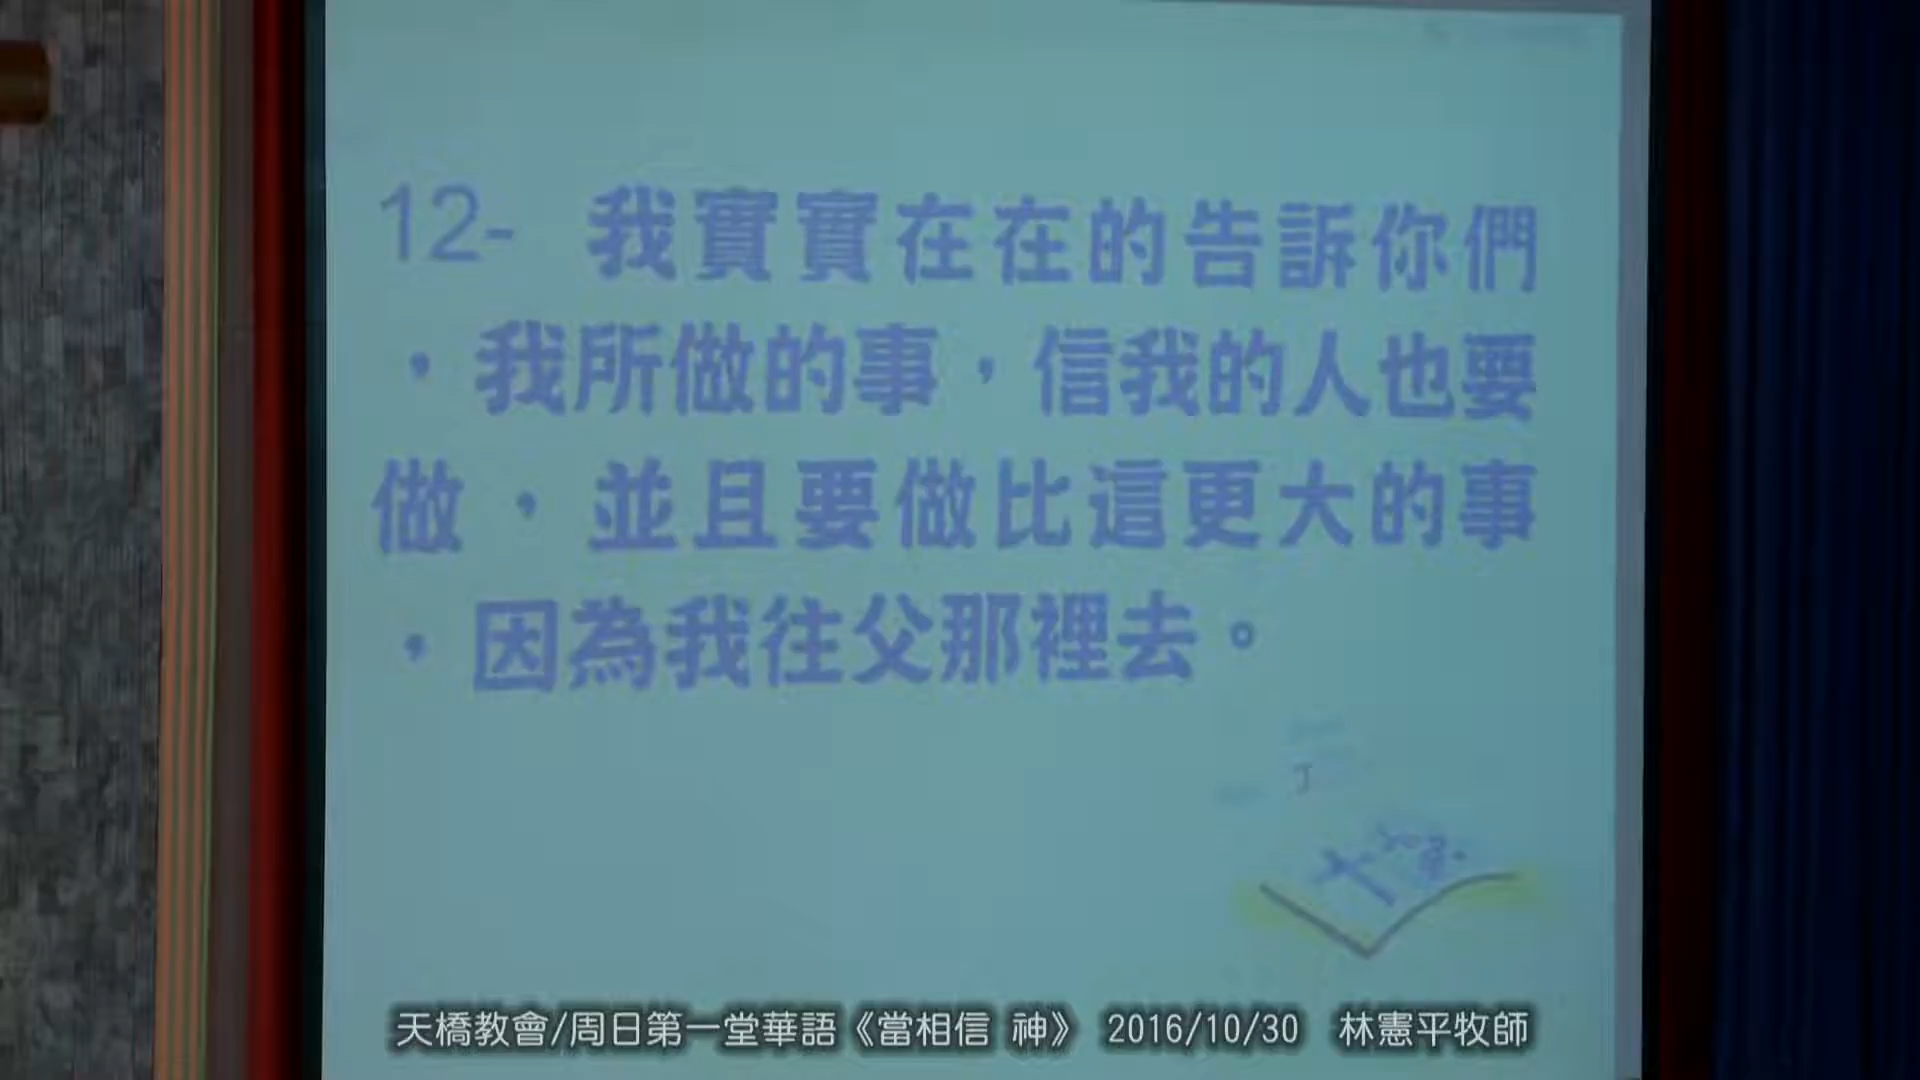 12- 我實實在在的告訴你們
，我所做的事，信我的人也要
做，並且要做比這更大的事
，因為我往父那裡去。
天橋教會/周日第一堂華語《當相信 神》 2016/10/30 林憲平牧師